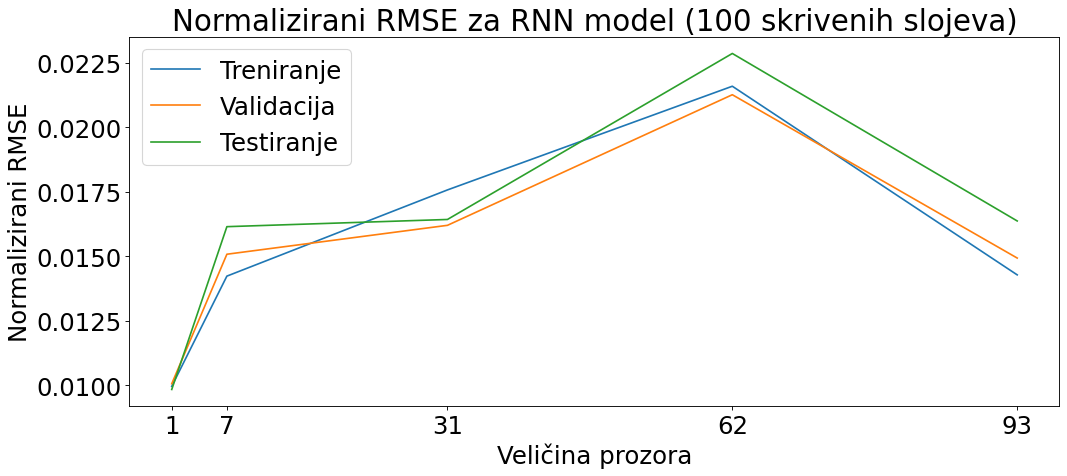 Normalizirani RMSE za RNN model (100 skrivenih slojeva)
Treniranje
Validacija
Testiranje
Normalizirani RMSE
0.0225
0.0200
0.0175
0.0150
0.0125
0.0100
1 7 31 62 93
Veličina prozora